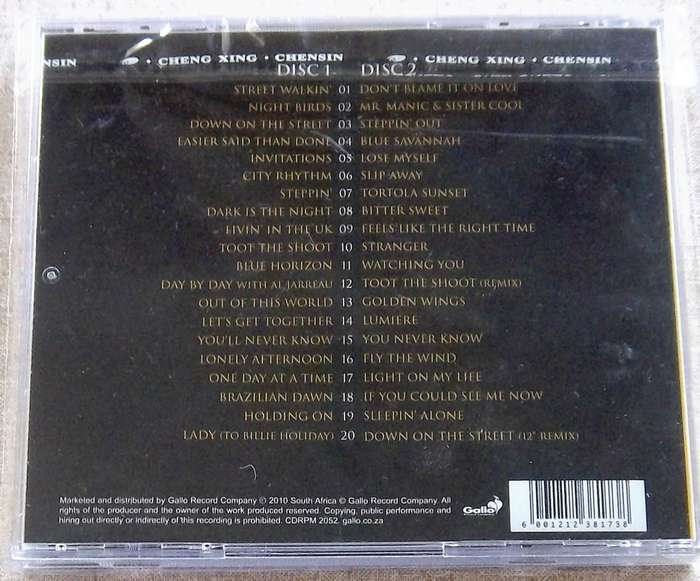 ENSIN · CHENG XING · CHENSIN · CHENG XING · CHENSIN
DISC 1 DISC 2
STREET WALKIN' 01 DON'T BLAME IT ON LOVE
NIGHT BIRDS 02 MR. MANIC & SISTER COOL
DOWN ON THE STREET 03 STEPPIN' OUT
EASIER SAID THAN DONE 04 BLUE SAVANNAH
INVITATIONS 05 LOSE MYSELF
CITY RHYTHM 06 SLIP AWAY
STEPPIN' 07 TORTOLA SUNSET
DARK IS THE NIGHT 08 BITTER SWEET
LIVIN' IN THE UK 09 FEELS LIKE THE RIGHT TIME
TOOT THE SHOOT 10 STRANGER
BLUE HORIZON 11 WATCHING YOU
DAY BY DAY WITH AL JARREAU 12 TOOT THE SHOOT (REMIX)
OUT OF THIS WORLD 13 GOLDEN WINGS
LET'S GET TOGETHER 14 LUMIERE
YOU'LL NEVER KNOW 15 YOU NEVER KNOW
LONELY AFTERNOON 16 FLY THE WIND
ONE DAY AT A TIME 17 LIGHT ON MY LIFE
BRAZILIAN DAWN 18 IF YOU COULD SEE ME NOW
HOLDING ON 19 SLEEPIN' ALONE
LADY (TO BILLIE HOLIDAY) 20 DOWN ON THE STREET (12" REMIX)
Marketed and distributed by Gallo Record Company ℗ 2010 South Africa © Gallo Record Company. All
rights of the producer and the owner of the work produced reserved. Copying, public performance and
hiring out directly or indirectly of this recording is prohibited. CDRPM 2052. gallo.co.za
Gallo
6 001212 381738